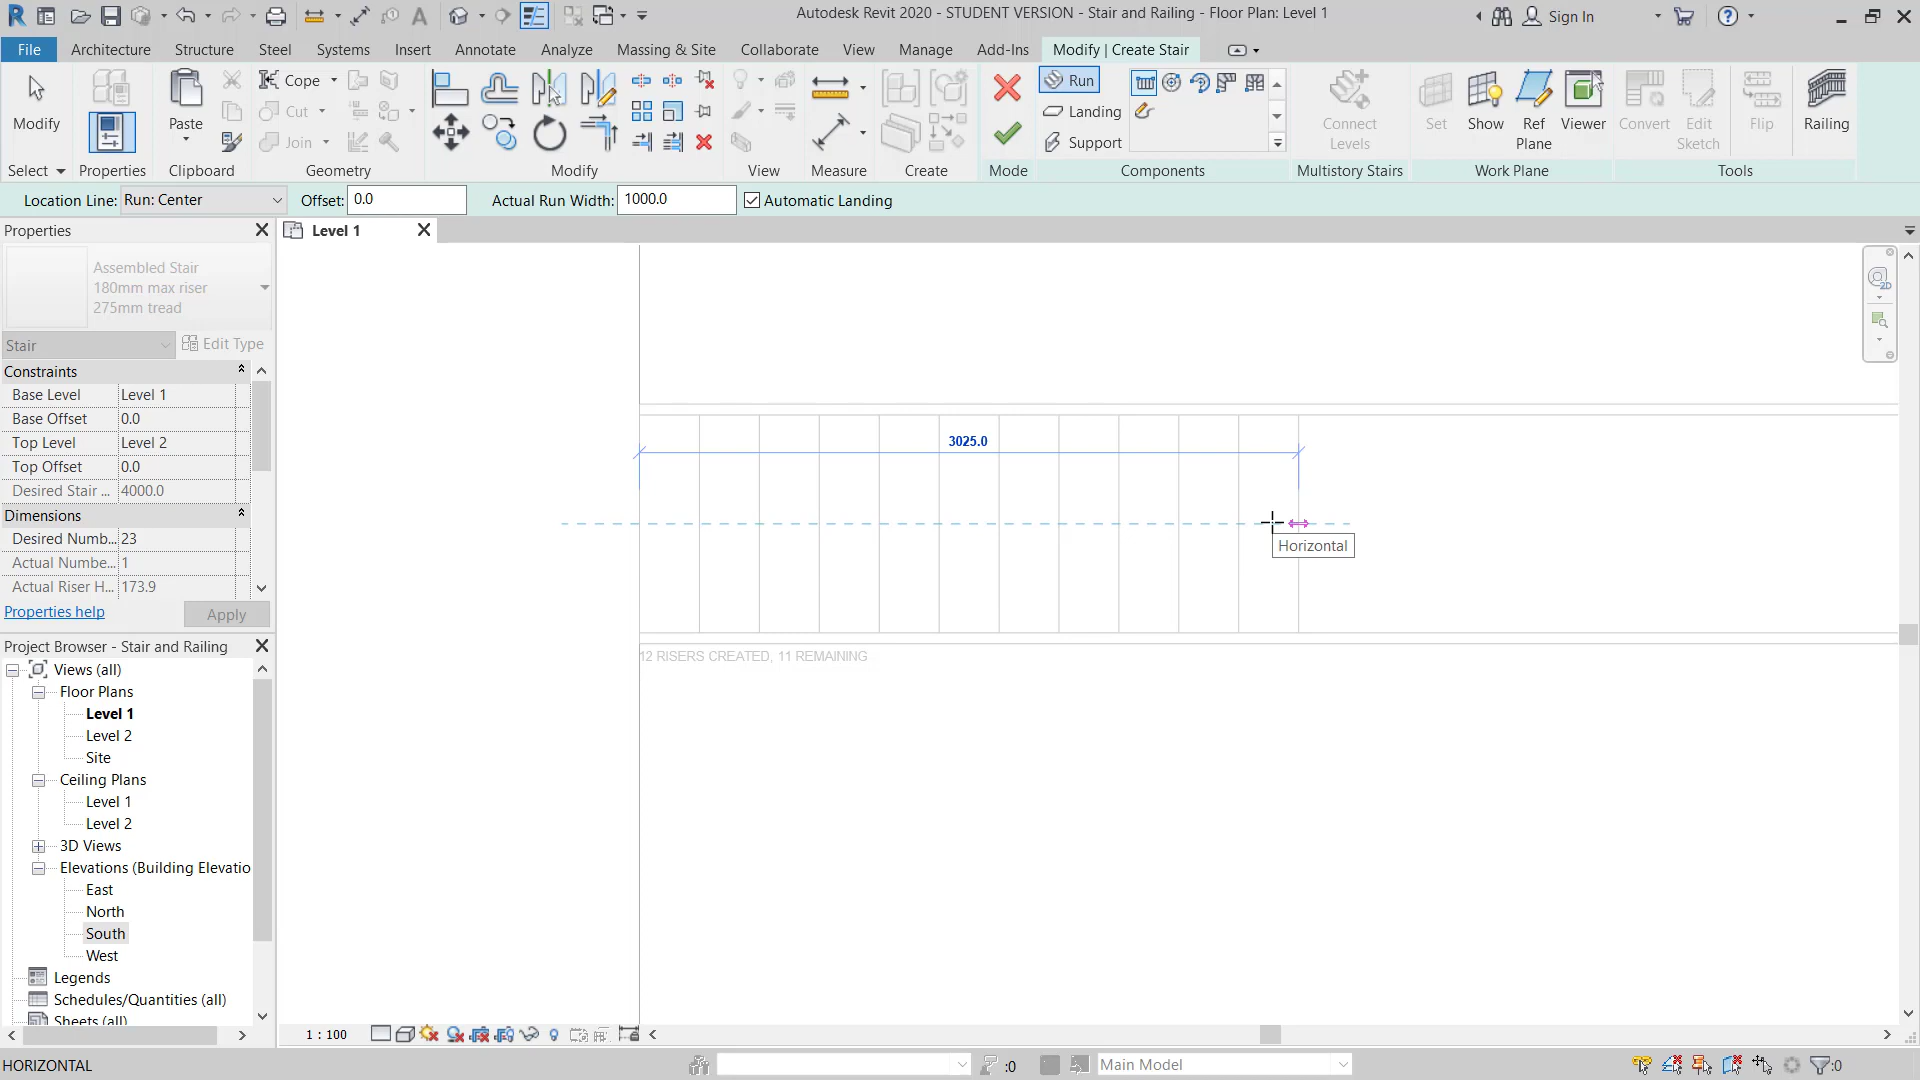 Autodesk Revit 2020 - STUDENT VERSION - Stair and Railing - Floor Plan: Level 1
Sign In
File Architecture Structure Steel Systems Insert Annotate Analyze Massing & Site Collaborate View Manage Add-Ins Modify | Create Stair
Modify
Paste
Cope
Cut
Join
Run
Landing
Support
Connect
Levels
Set
Show
Ref
Plane
Viewer
Convert
Edit
Sketch
Flip
Railing
Select Properties Clipboard Geometry Modify View Measure Create Mode Components Multistory Stairs Work Plane Tools
Location Line: Run: Center Offset: 0.0 Actual Run Width: 1000.0 Automatic Landing
Properties
Level 1
Assembled Stair
180mm max riser
275mm tread
Stair Edit Type
Constraints
Base Level Level 1
Base Offset 0.0
Top Level Level 2
Top Offset 0.0
Desired Stair ... 4000.0
Dimensions
Desired Numb... 23
Actual Numbe... 1
Actual Riser H... 173.9
Properties help Apply
Project Browser - Stair and Railing
Views (all)
Floor Plans
Level 1
Level 2
Site
Ceiling Plans
Level 1
Level 2
3D Views
Elevations (Building Elevatio
East
North
South
West
Legends
Schedules/Quantities (all)
Sheets (all)
3025.0
Horizontal
12 RISERS CREATED, 11 REMAINING
2D
1 : 100
HORIZONTAL
:0
Main Model
:0